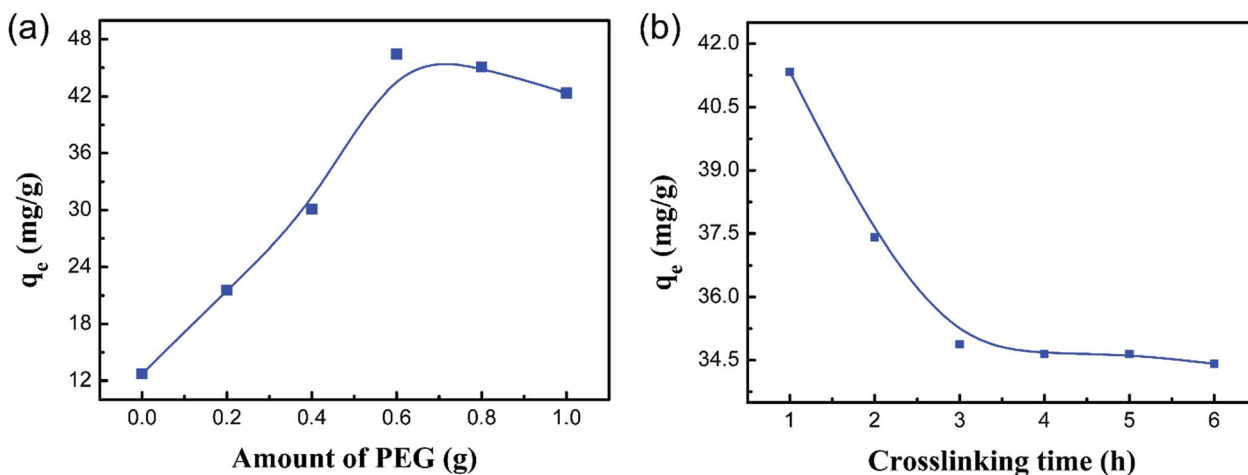 (a)
48
42
36
30
24
18
12
qe (mg/g)
0.0 0.2 0.4 0.6 0.8 1.0
Amount of PEG (g)
(b)
42.0
40.5
39.0
37.5
36.0
34.5
qe (mg/g)
1 2 3 4 5 6
Crosslinking time (h)